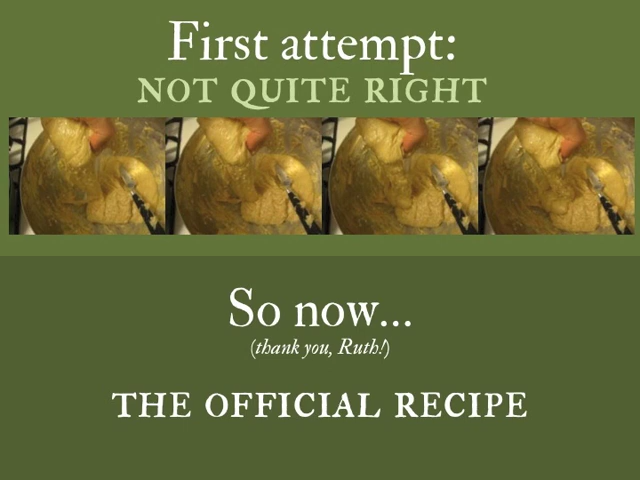 First attempt:
NOT QUITE RIGHT
So now...
(thank you, Ruth!)
THE OFFICIAL RECIPE